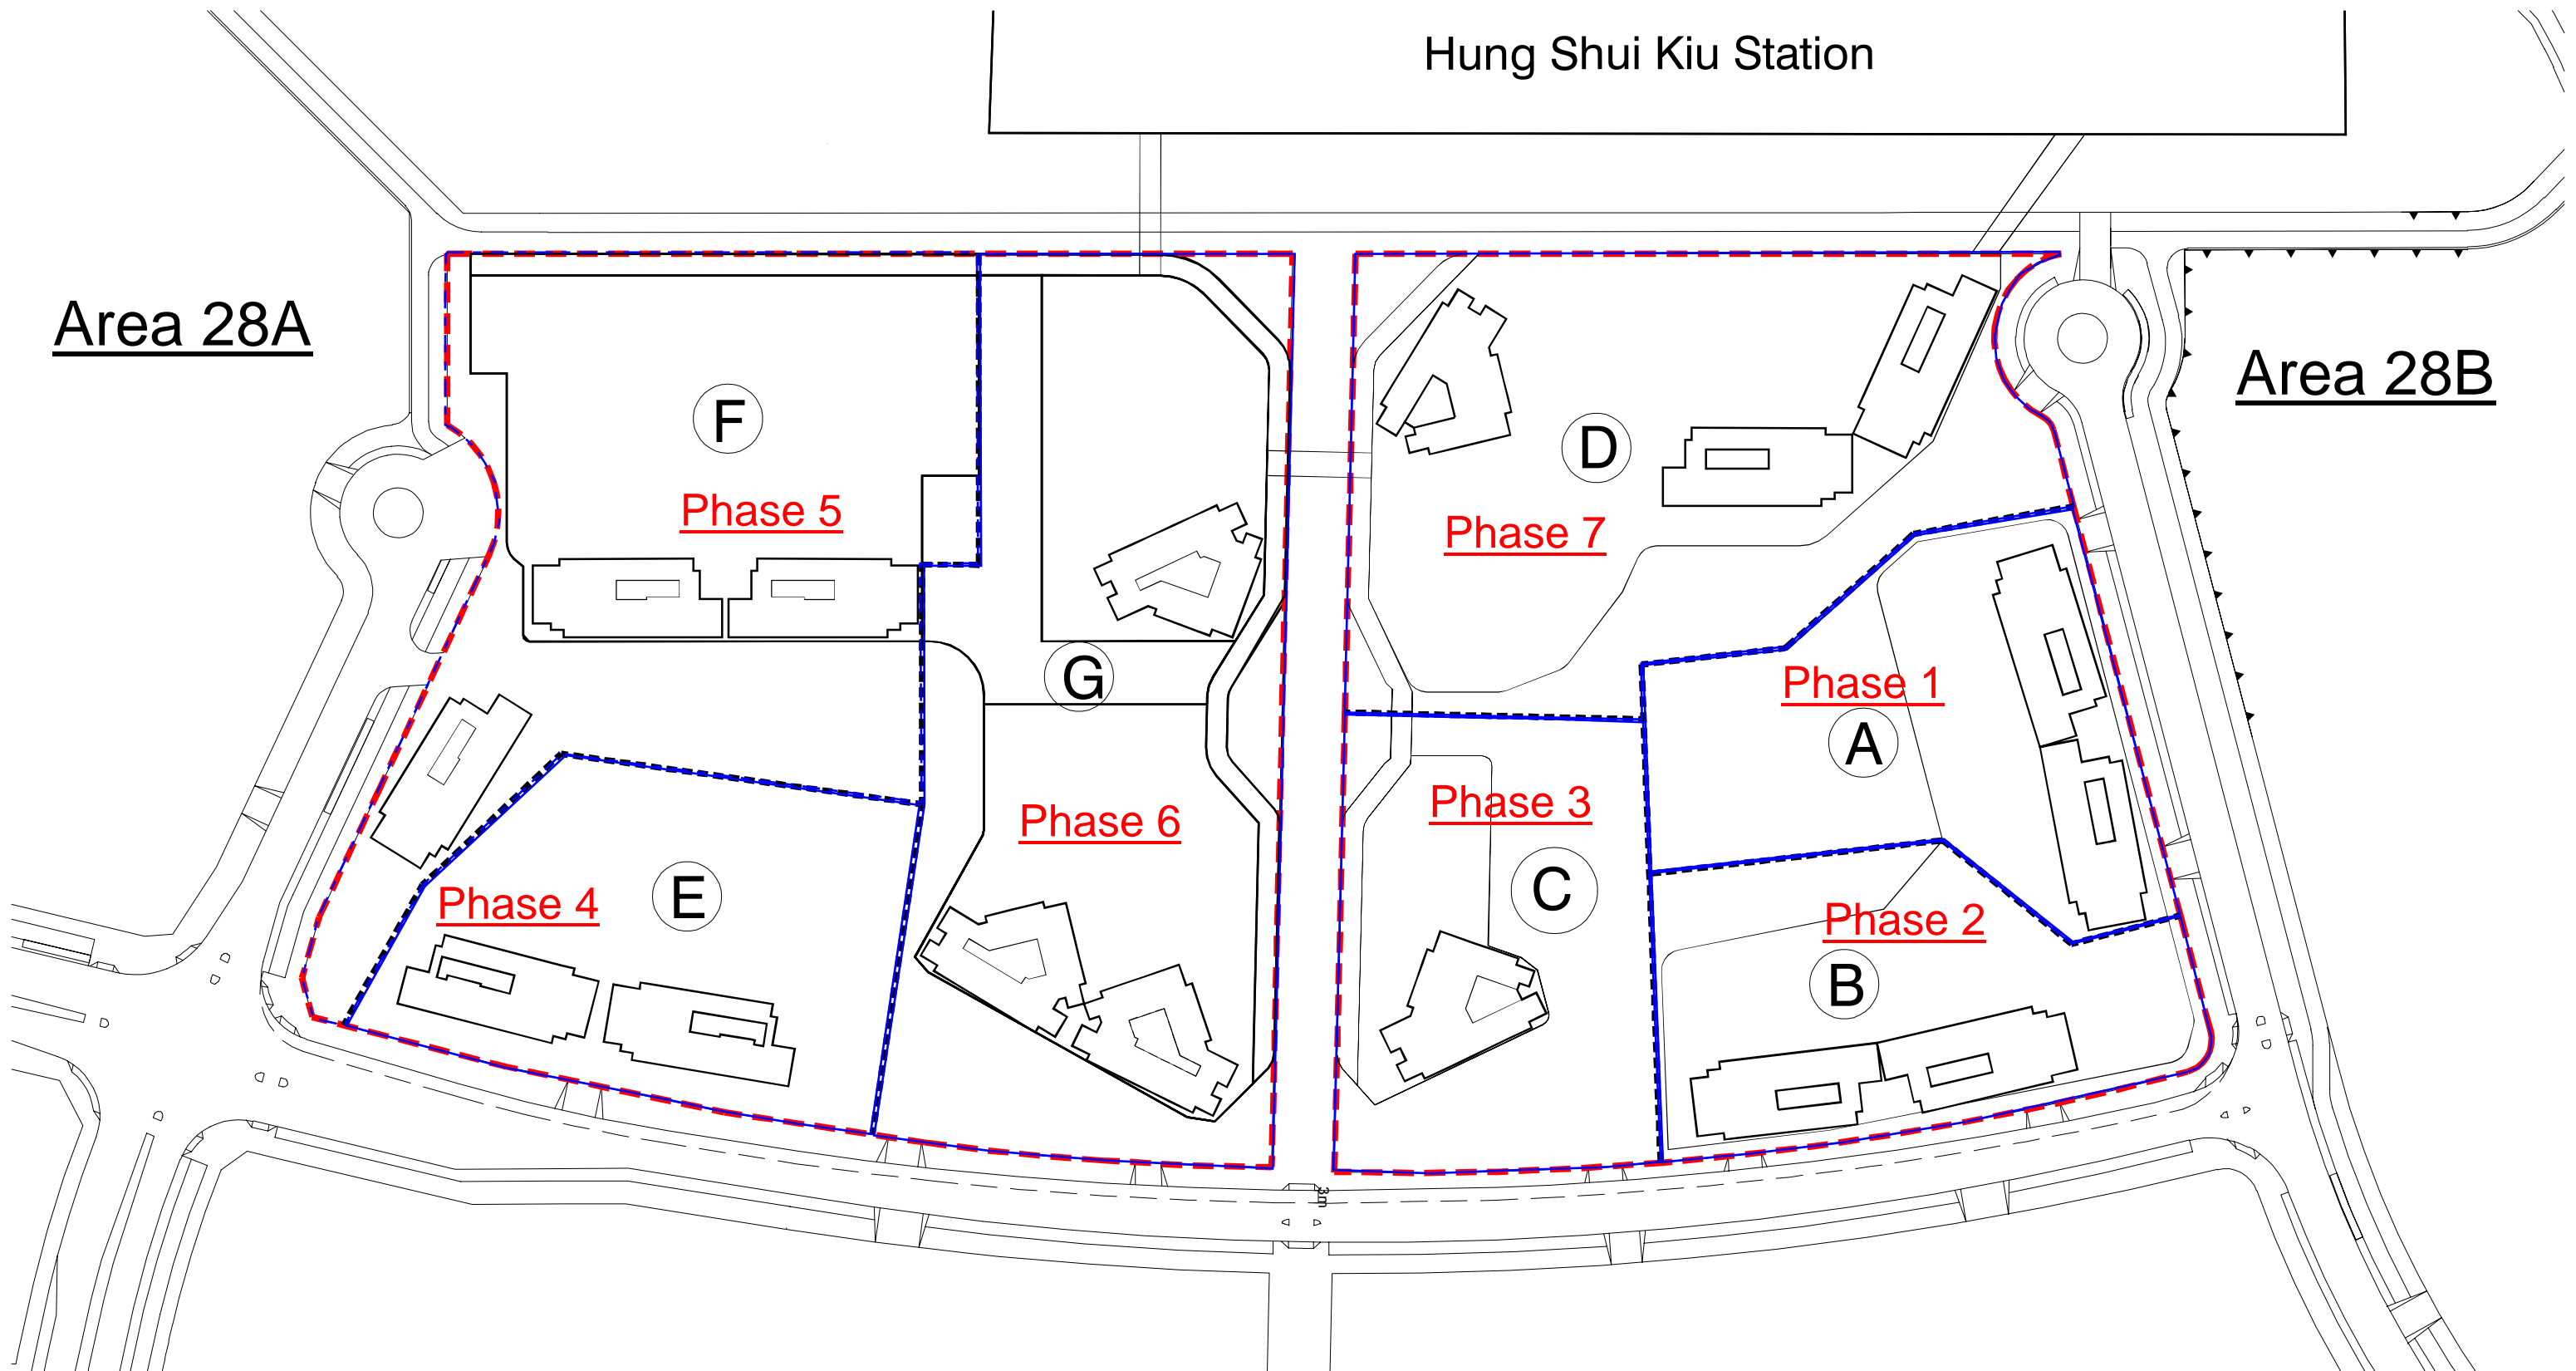 Hung Shui Kiu Station
Area 28A
Area 28B
F
D
Phase 5
Phase 7
G
Phase 1
A
Phase 3
Phase 6
E
C
Phase 4
Phase 2
B
3m